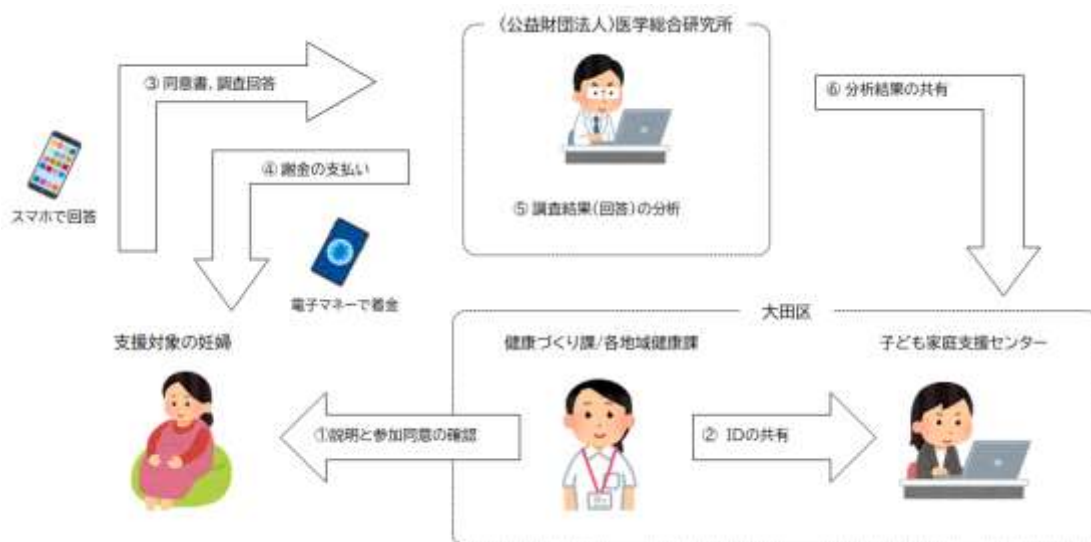 (公益財団法人)医学総合研究所
③ 同意書、調査回答
⑥ 分析結果の共有
④ 謝金の支払い
スマホで回答
⑤ 調査結果(回答)の分析
電子マネーで着金
大田区
支援対象の妊婦
健康づくり課/各地域健康課
子ども家庭支援センター
①説明と参加同意の確認
② IDの共有